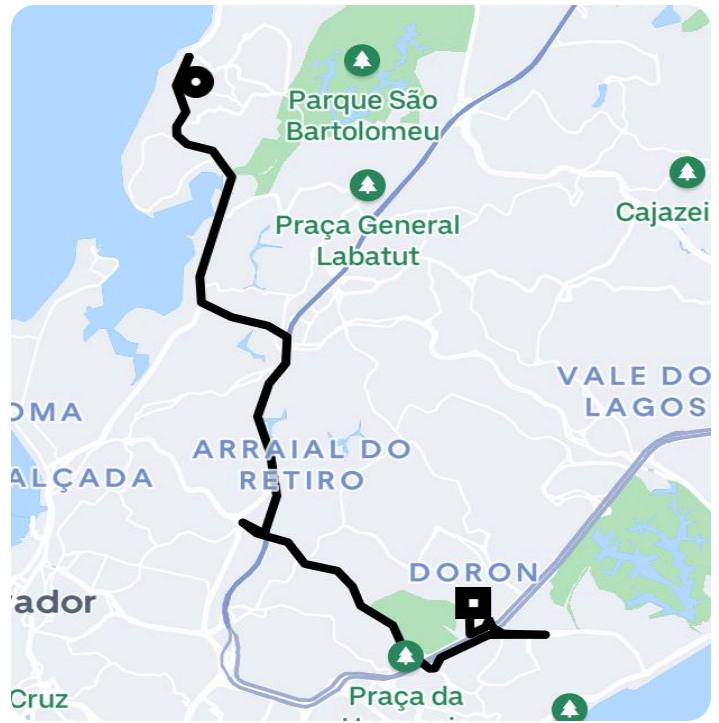 Parque São
Bartolomeu
Praça General
Labatut
Cajazei
VALE DO
LAGOS
OMA
ARRAIAL DO
RETIRO
ALÇADA
DORON
ador
Cruz
Praça da